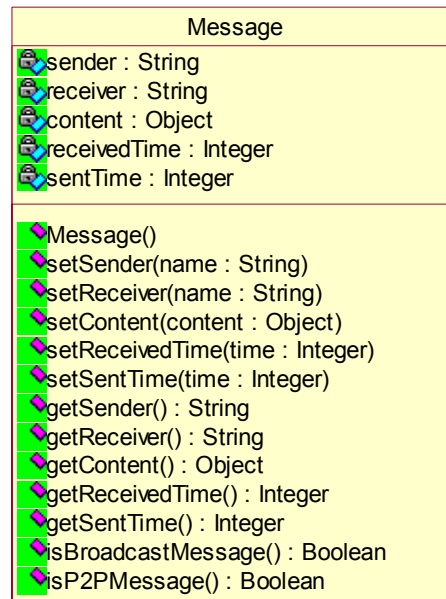 Message
sender : String
receiver : String
content : Object
receivedTime : Integer
sentTime : Integer
Message()
setSender(name : String)
setReceiver(name : String)
setContent(content : Object)
setReceivedTime(time : Integer)
setSentTime(time : Integer)
getSender() : String
getReceiver() : String
getContent() : Object
getReceivedTime() : Integer
getSentTime() : Integer
isBroadcastMessage() : Boolean
isP2PMessage() : Boolean